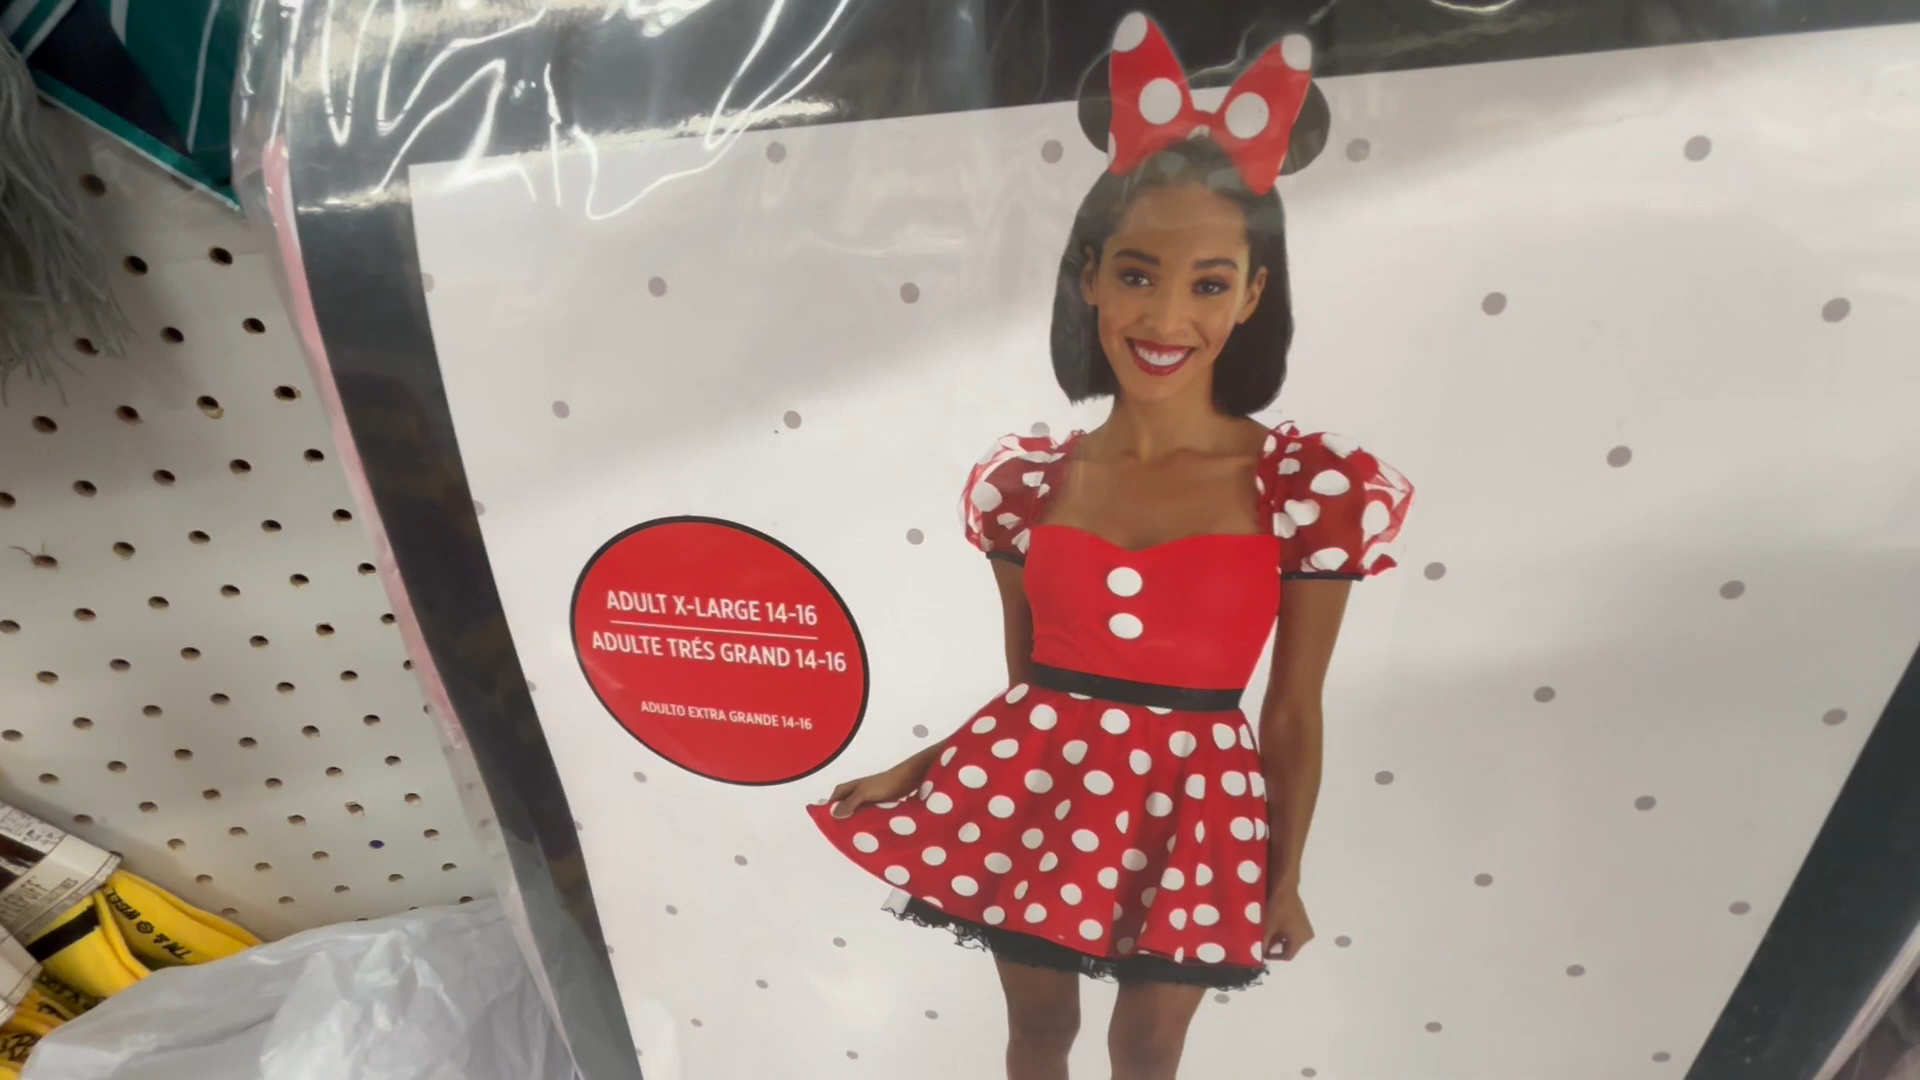 ADULT X-LARGE 14-16
ADULTE TRÉS GRAND 14-16
ADULTO EXTRA GRANDE 14-16